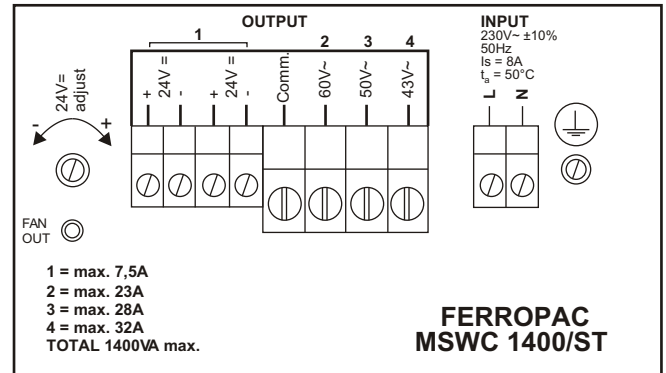 OUTPUT
1
2
3
4
+
24V =
-
+
24V =
-
Comm.
60V~
50V~
43V~
INPUT
230V~ ±10%
50Hz
Is = 8A
ta = 50°C
L
N
24V=
adjust
-
+
FAN
OUT
1 = max. 7,5A
2 = max. 23A
3 = max. 28A
4 = max. 32A
TOTAL 1400VA max.
FERROPAC
MSWC 1400/ST